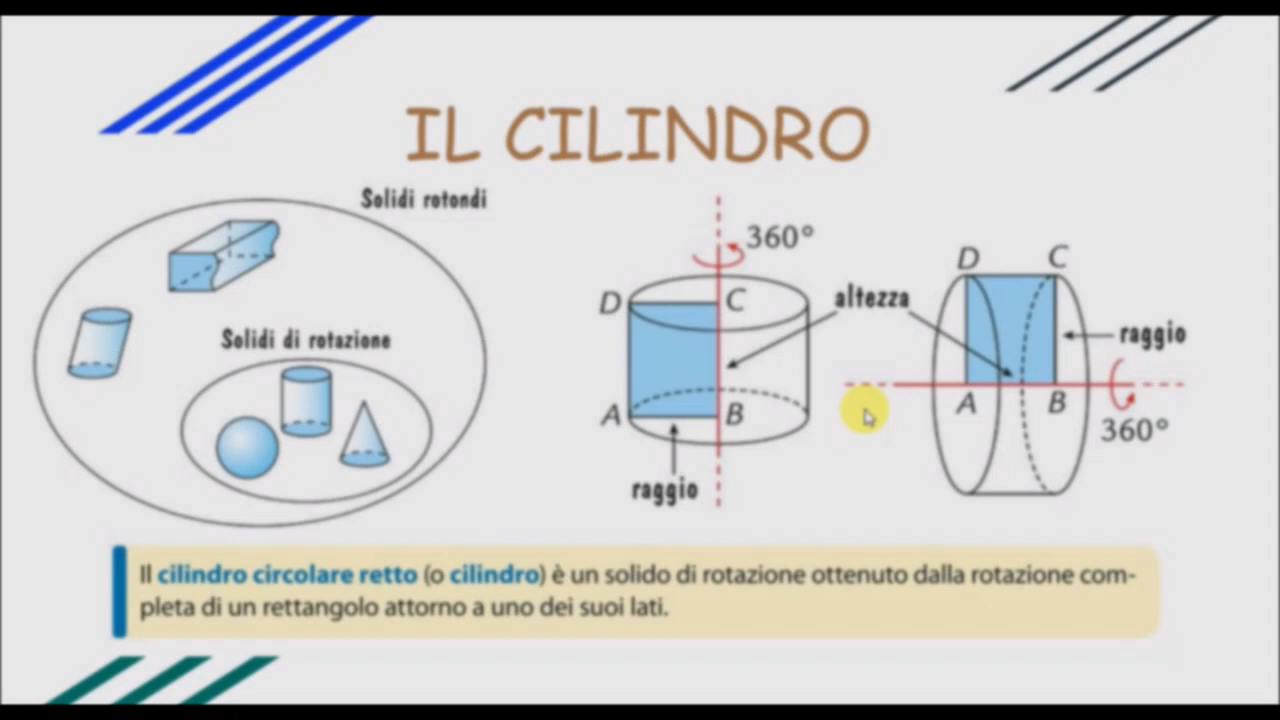 IL CILINDRO
Solidi rotondi
Solidi di rotazione
360°
D
C
A
B
altezza
raggio
D
C
raggio
A
B
360°
Il cilindro circolare retto (o cilindro) è un solido di rotazione ottenuto dalla rotazione com-
pleta di un rettangolo attorno a uno dei suoi lati.